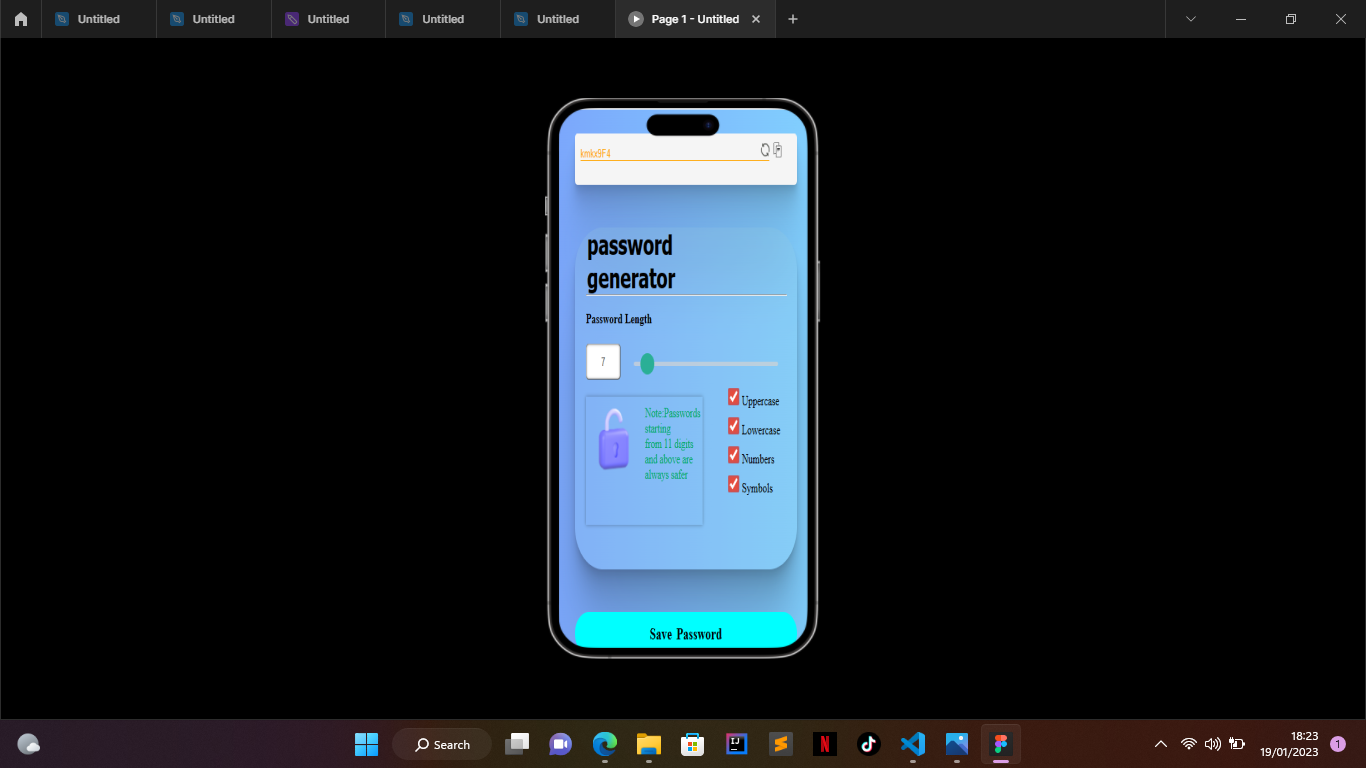 Untitled
Untitled
Untitled
Untitled
Untitled
Page 1 - Untitled
kmkx9F4
password
generator
Password Length
7
Note:Passwords
starting
from 11 digits
and above are
always safer
Uppercase
Lowercase
Numbers
Symbols
Save Password
Search
18:23
19/01/2023
1